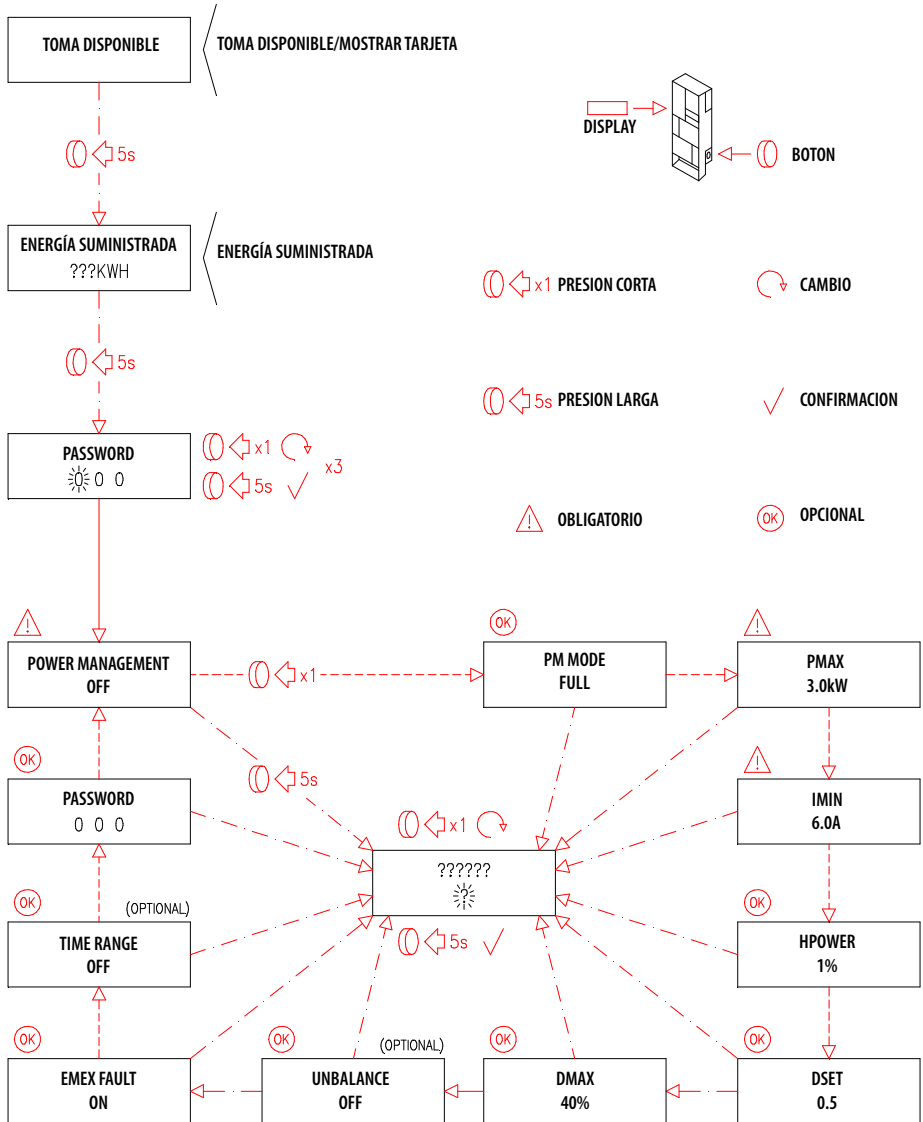 TOMA DISPONIBLE
TOMA DISPONIBLE/MOSTRAR TARJETA
DISPLAY
BOTON
5s
ENERGÍA SUMINISTRADA
???KWH
ENERGÍA SUMINISTRADA
x1 PRESION CORTA
CAMBIO
5s
5s PRESION LARGA
CONFIRMACION
PASSWORD
0 0 0
x1
5s
x3
OBLIGATORIO
OK OPCIONAL
POWER MANAGEMENT
OFF
x1
OK
PM MODE
FULL
PMAX
3.0kW
5s
OK
PASSWORD
0 0 0
IMIN
6.0A
x1
??????
?
5s
OK
(OPTIONAL)
TIME RANGE
OFF
OK
HPOWER
1%
OK
EMEX FAULT
ON
OK
(OPTIONAL)
UNBALANCE
OFF
OK
DMAX
40%
OK
DSET
0.5